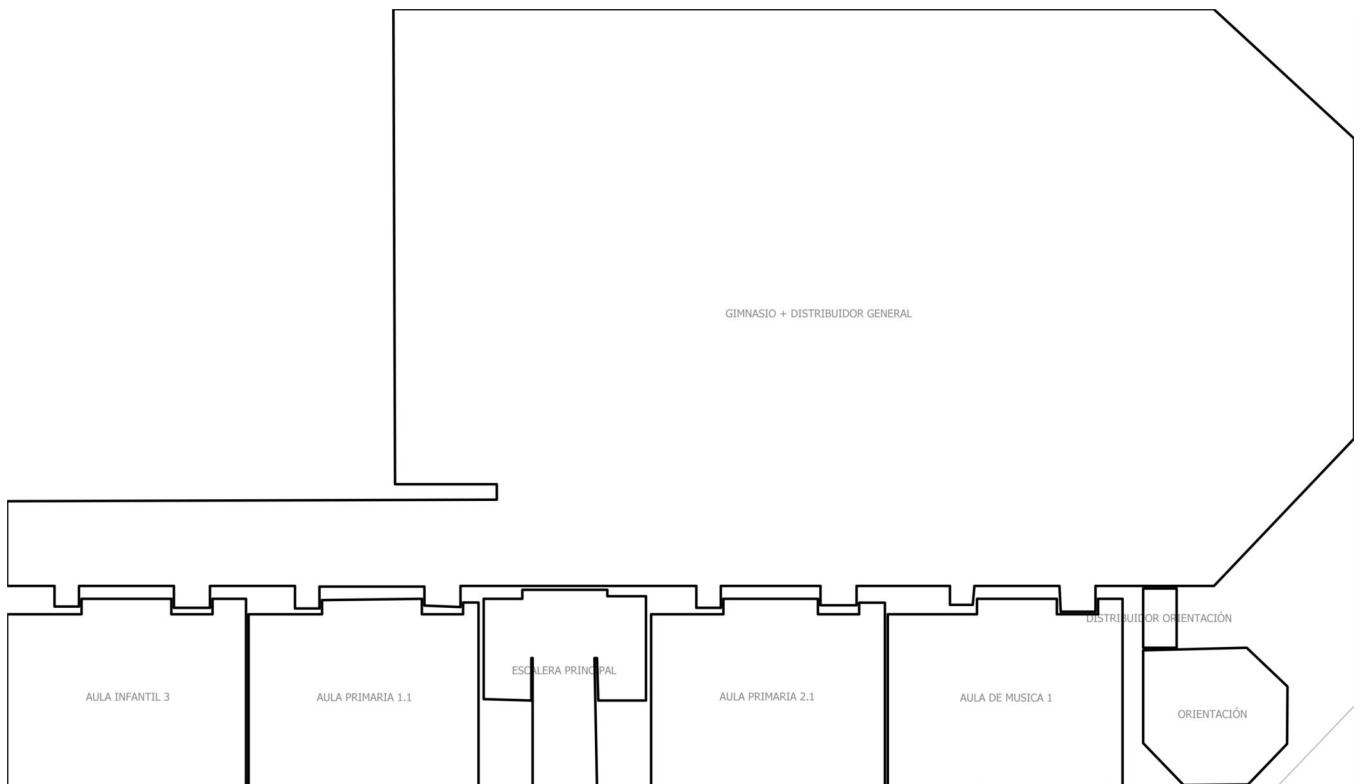 GIMNASIO + DISTRIBUIDOR GENERAL
DISTRIBUIDOR ORIENTACIÓN
ESCALERA PRINCIPAL
AULA INFANTIL 3
AULA PRIMARIA 1.1
AULA PRIMARIA 2.1
AULA DE MUSICA 1
ORIENTACIÓN